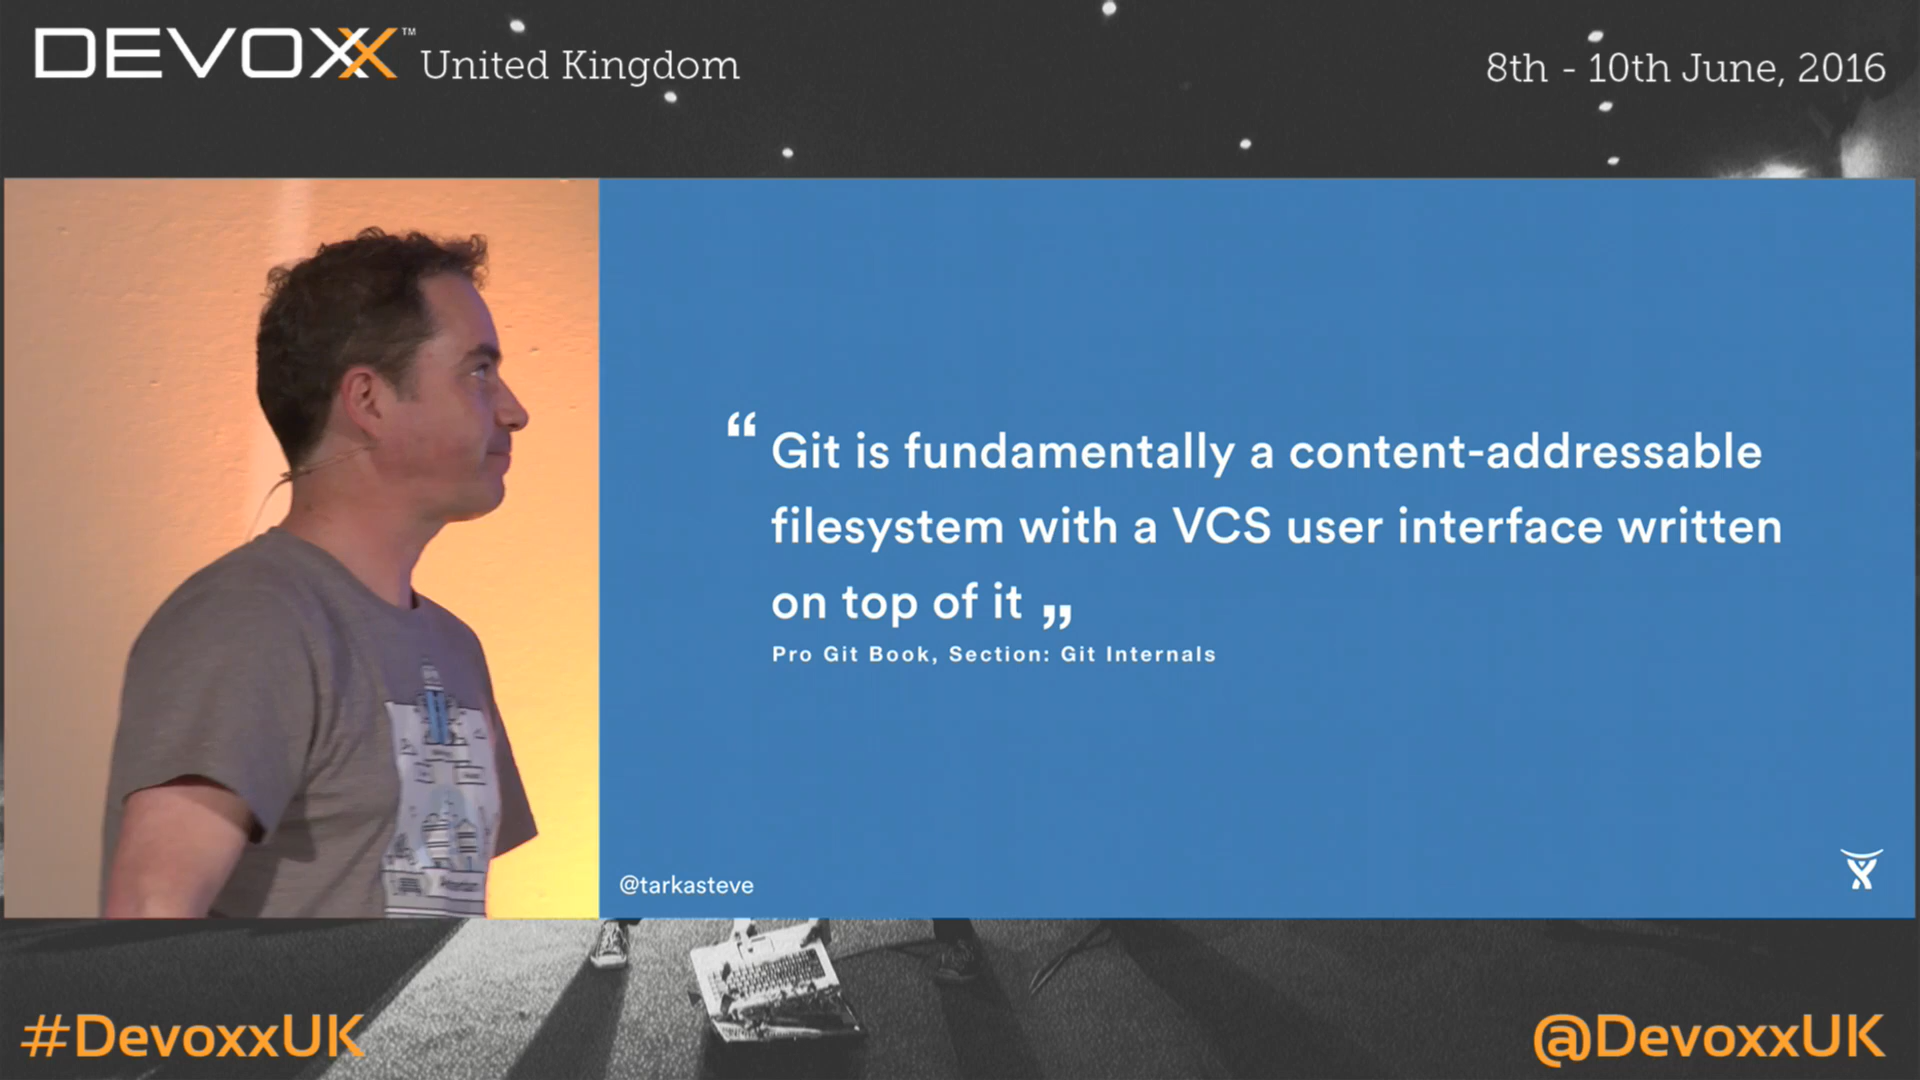 DEVOXX™ United Kingdom
8th - 10th June, 2016
“ Git is fundamentally a content-addressable
filesystem with a VCS user interface written
on top of it ”
Pro Git Book, Section: Git Internals
@tarkasteve
#DevoxxUK
@DevoxxUK